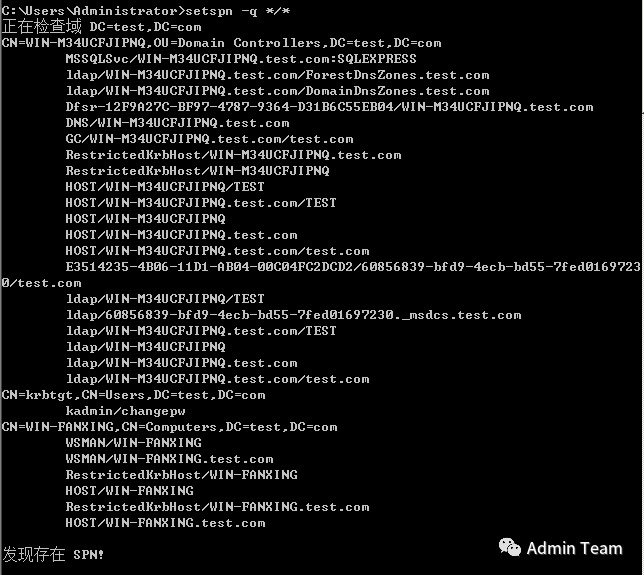 C:\Users\Administrator>setspn -q */*
正在检查域 DC=test,DC=com
CN=WIN-M34UCFJIPNQ,OU=Domain Controllers,DC=test,DC=com
MSSQLSvc/WIN-M34UCFJIPNQ.test.com:SQLEXPRESS
ldap/WIN-M34UCFJIPNQ.test.com/ForestDnsZones.test.com
ldap/WIN-M34UCFJIPNQ.test.com/DomainDnsZones.test.com
Dfsr-12F9A27C-BF97-4787-9364-D31B6C55EB04/WIN-M34UCFJIPNQ.test.com
DNS/WIN-M34UCFJIPNQ.test.com
GC/WIN-M34UCFJIPNQ.test.com/test.com
RestrictedKrbHost/WIN-M34UCFJIPNQ.test.com
RestrictedKrbHost/WIN-M34UCFJIPNQ
HOST/WIN-M34UCFJIPNQ/TEST
HOST/WIN-M34UCFJIPNQ.test.com/TEST
HOST/WIN-M34UCFJIPNQ
HOST/WIN-M34UCFJIPNQ.test.com
HOST/WIN-M34UCFJIPNQ.test.com/test.com
E3514235-4B06-11D1-AB04-00C04FC2DCD2/60856839-bfd9-4ecb-bd55-7fed0169723
0/test.com
ldap/WIN-M34UCFJIPNQ/TEST
ldap/60856839-bfd9-4ecb-bd55-7fed01697230._msdcs.test.com
ldap/WIN-M34UCFJIPNQ.test.com/TEST
ldap/WIN-M34UCFJIPNQ
ldap/WIN-M34UCFJIPNQ.test.com
ldap/WIN-M34UCFJIPNQ.test.com/test.com
CN=krbtgt,CN=Users,DC=test,DC=com
kadmin/changepw
CN=WIN-FANXING,CN=Computers,DC=test,DC=com
WSMAN/WIN-FANXING
WSMAN/WIN-FANXING.test.com
RestrictedKrbHost/WIN-FANXING
HOST/WIN-FANXING
RestrictedKrbHost/WIN-FANXING.test.com
HOST/WIN-FANXING.test.com
发现存在 SPN!
Admin Team